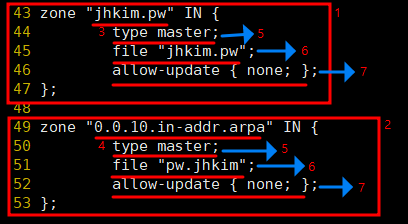 43 zone "jhkim.pw" IN { 1
44 3 type master; 5
45 file "jhkim.pw"; 6
46 allow-update { none; }; 7
47 };
48
49 zone "0.0.10.in-addr.arpa" IN { 2
50 4 type master; 5
51 file "pw.jhkim"; 6
52 allow-update { none; }; 7
53 };